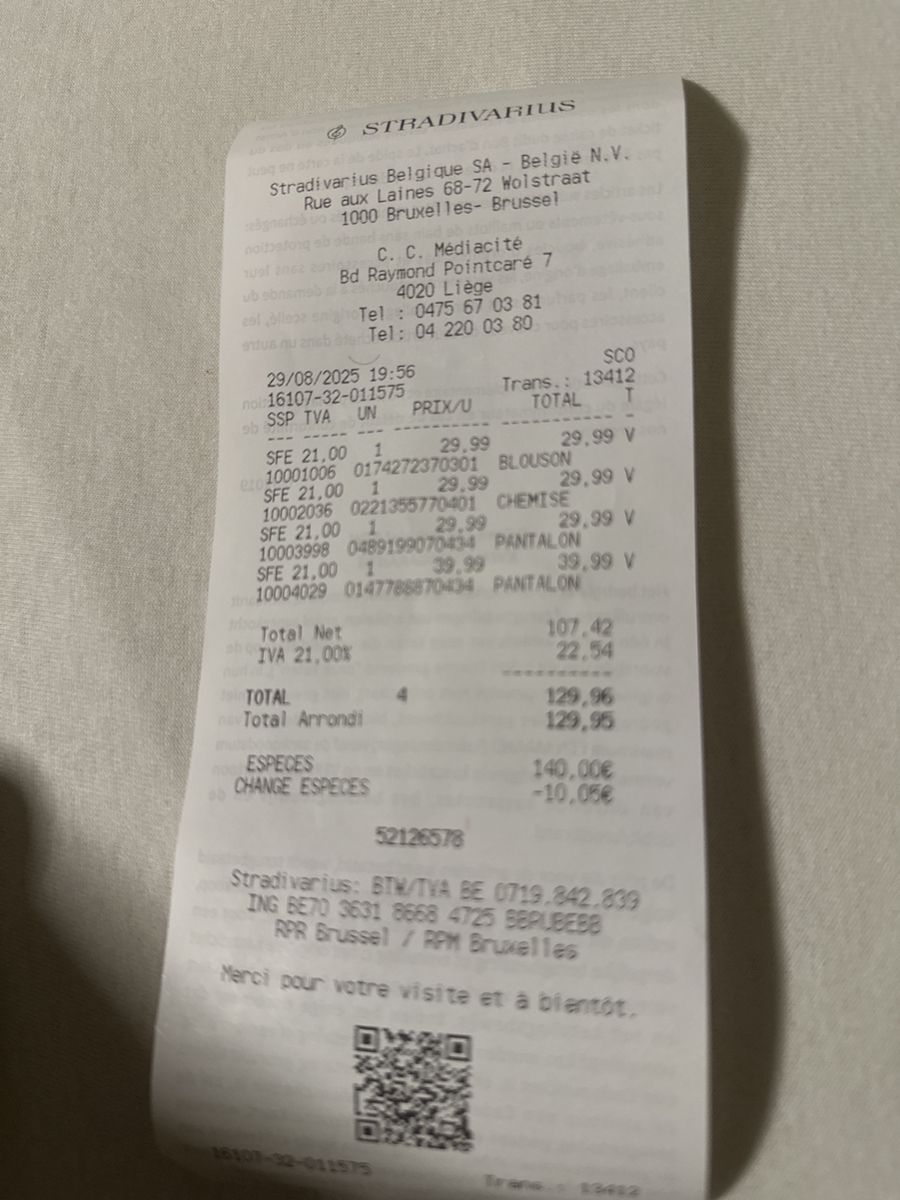 STRADIVARIUS
Stradivarius Belgique SA - België N.V.
Rue aux Laines 68-72 Wolstraat
1000 Bruxelles- Brussel
C. C. Médiacité
Bd Raymond Pointcaré 7
4020 Liège
Tel : 0475 67 03 81
Tel: 04 220 03 80
SCO
29/08/2025 19:56
16107-32-011575 Trans.: 13412
SSP TVA UN PRIX/U TOTAL T
--- ----- --- ---------- ---------- -
SFE 21,00 1 29,99 29,99 V
10001006 0174272370301 BLOUSON
SFE 21,00 1 29,99 29,99 V
10002036 0221355770401 CHEMISE
SFE 21,00 1 29,99 29,99 V
10003998 0489199070434 PANTALON
SFE 21,00 1 39,99 39,99 V
10004029 0147786870434 PANTALON
Total Net 107,42
IVA 21,00% 22,54
----------
TOTAL 4 129,96
Total Arrondi 129,95
ESPECES 140,00€
CHANGE ESPECES -10,05€
52126578
Stradivarius: BTW/TVA BE 0719.842.839
ING BE70 3631 8668 4725 BBRUBEBB
RPR Brussel / RPM Bruxelles
Merci pour votre visite et à bientôt.
16107-32-011575 Trans.: 13412